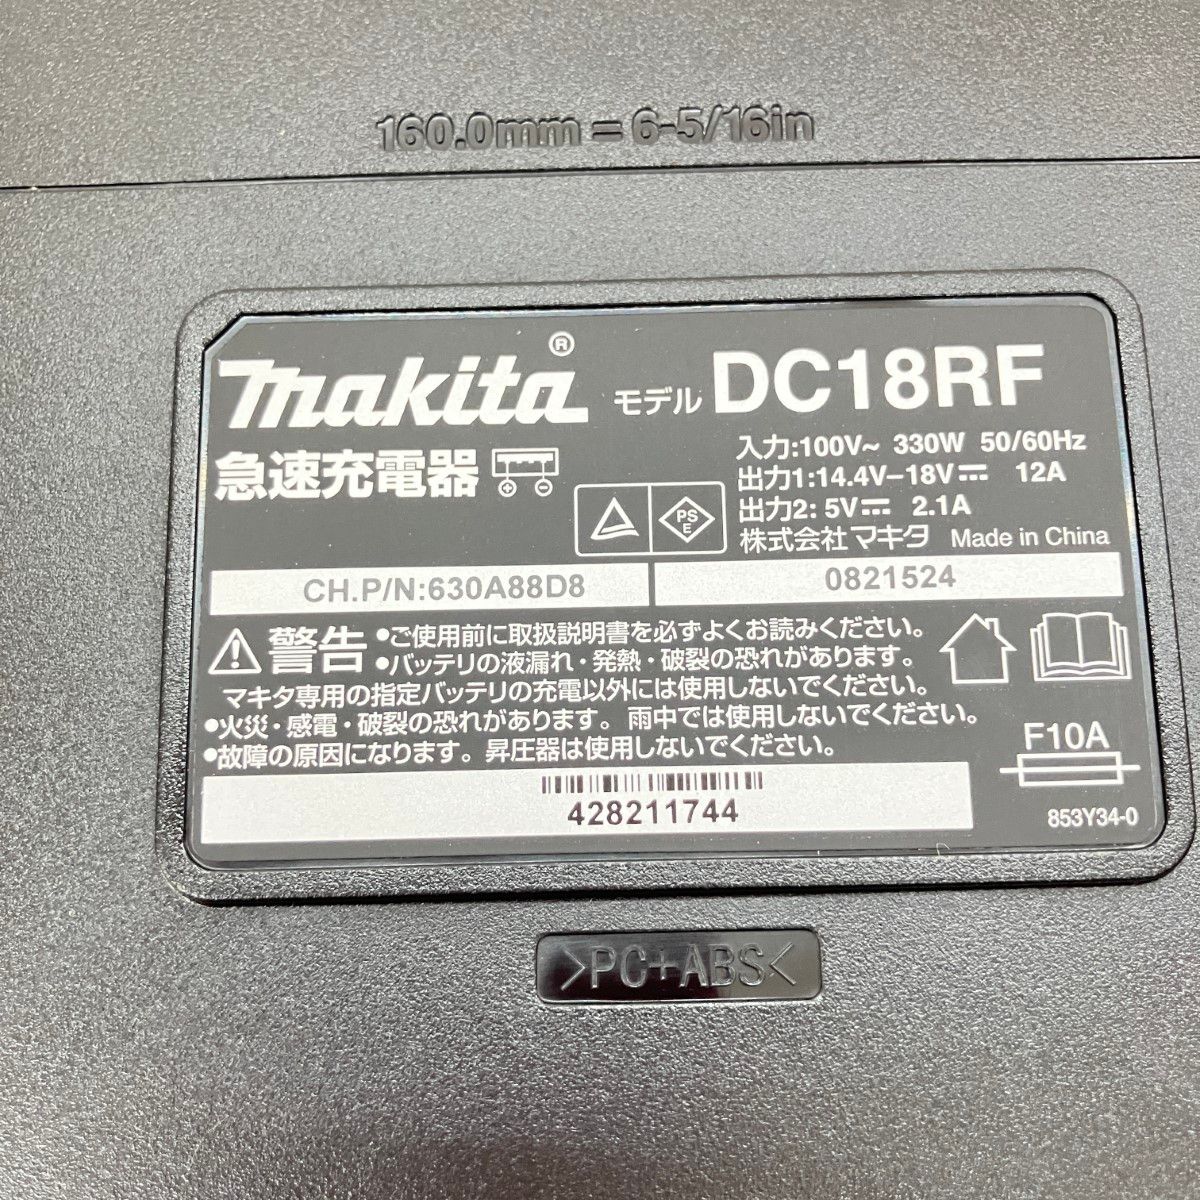 160.0mm = 6-5/16in
makita®
モデル DC18RF
急速充電器
入力:100V~ 330W 50/60Hz
出力1:14.4V-18V⎓ 12A
出力2: 5V⎓ 2.1A
PS
E
株式会社マキタ Made in China
CH.P/N:630A88D8
0821524
警告 •ご使用前に取扱説明書を必ずよくお読みください。
•バッテリの液漏れ・発熱・破裂の恐れがあります。
マキタ専用の指定バッテリの充電以外には使用しないでください。
•火災・感電・破裂の恐れがあります。雨中では使用しないでください。
•故障の原因になります。昇圧器は使用しないでください。
F10A
428211744
853Y34-0
>PC+ABS<